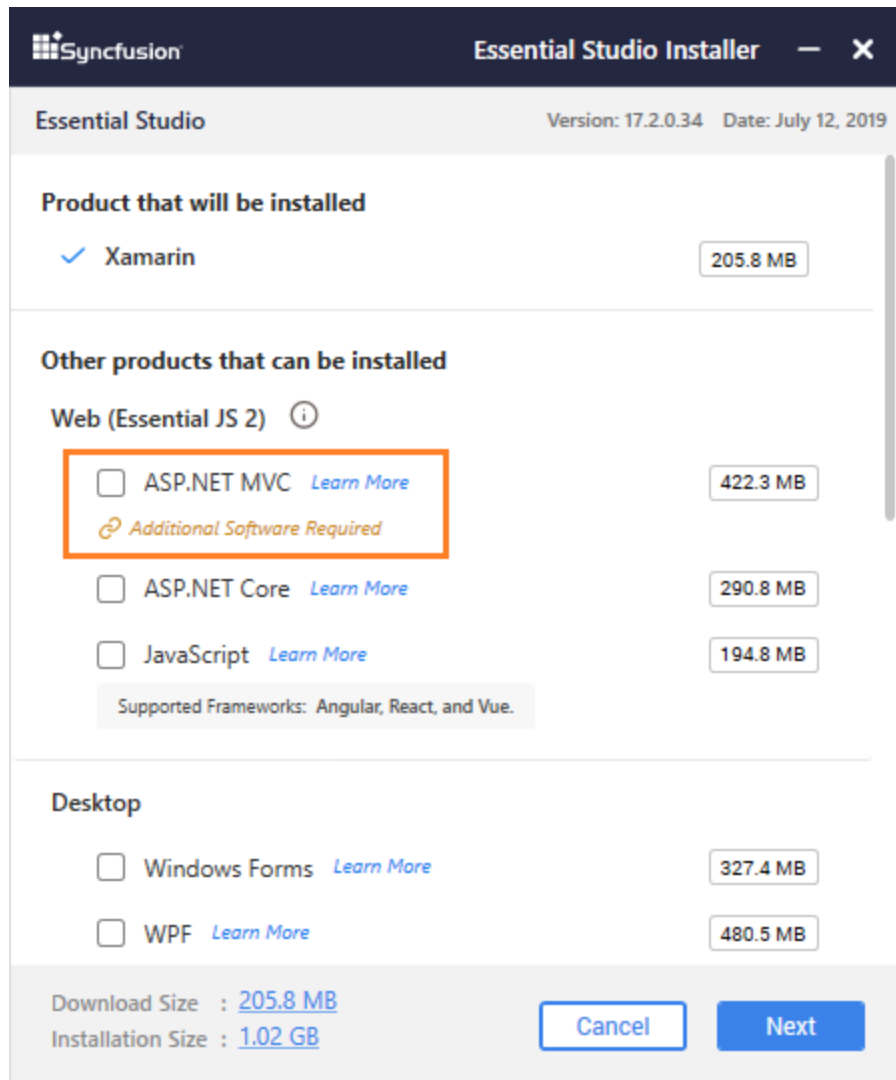 Syncfusion Essential Studio Installer
Essential Studio Version: 17.2.0.34 Date: July 12, 2019
Product that will be installed
Xamarin 205.8 MB
Other products that can be installed
Web (Essential JS 2)
ASP.NET MVC Learn More 422.3 MB
Additional Software Required
ASP.NET Core Learn More 290.8 MB
JavaScript Learn More 194.8 MB
Supported Frameworks: Angular, React, and Vue.
Desktop
Windows Forms Learn More 327.4 MB
WPF Learn More 480.5 MB
Download Size : 205.8 MB
Installation Size : 1.02 GB
Cancel Next